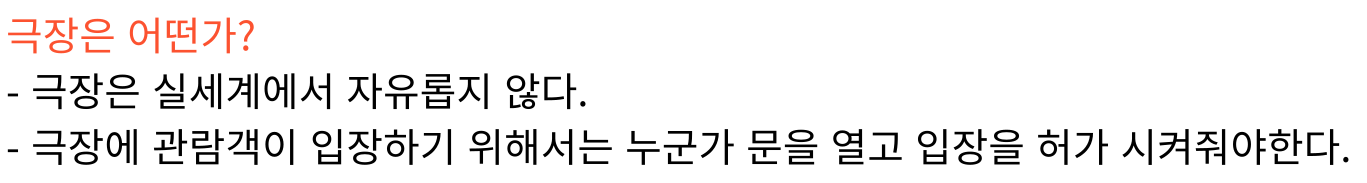 극장은 어떤가?
- 극장은 실세계에서 자유롭지 않다.
- 극장에 관람객이 입장하기 위해서는 누군가 문을 열고 입장을 허가 시켜줘야한다.